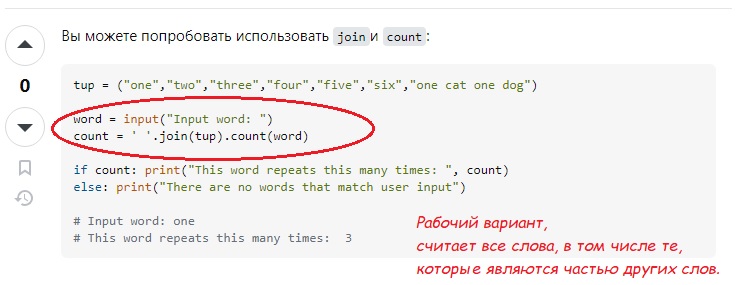 Вы можете попробовать использовать join и count :
0
tup = ("one","two","three","four","five","six","one cat one dog")
word = input("Input word: ")
count = ' '.join(tup).count(word)
if count: print("This word repeats this many times: ", count)
else: print("There are no words that match user input")
# Input word: one
# This word repeats this many times:  3
Рабочий вариант,
считает все слова, в том числе те,
которые являются частью других слов.